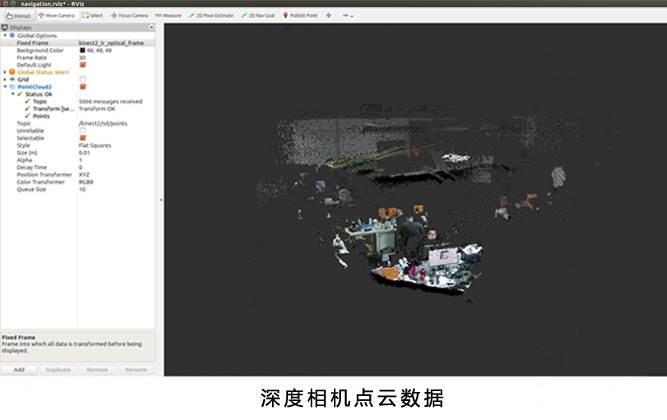 navigation.rviz* - RViz
Interact Move Camera Select Focus Camera Measure 2D Pose Estimate 2D Nav Goal Publish Point
Displays
Global Options
Fixed Frame kinect2_ir_optical_frame
Background Color 48; 48; 48
Frame Rate 30
Default Light
Global Status: Warn
Grid
PointCloud2
Status: Ok
Topic 5066 messages received
Transform [se... Transform OK
Points
Topic /kinect2/sd/points
Unreliable
Selectable
Style Flat Squares
Size (m) 0.01
Alpha 1
Decay Time 0
Position Transformer XYZ
Color Transformer RGB8
Queue Size 10
Fixed Frame
Frame into which all data is transformed before being
displayed.
Add Duplicate Remove Rename
深度相机点云数据